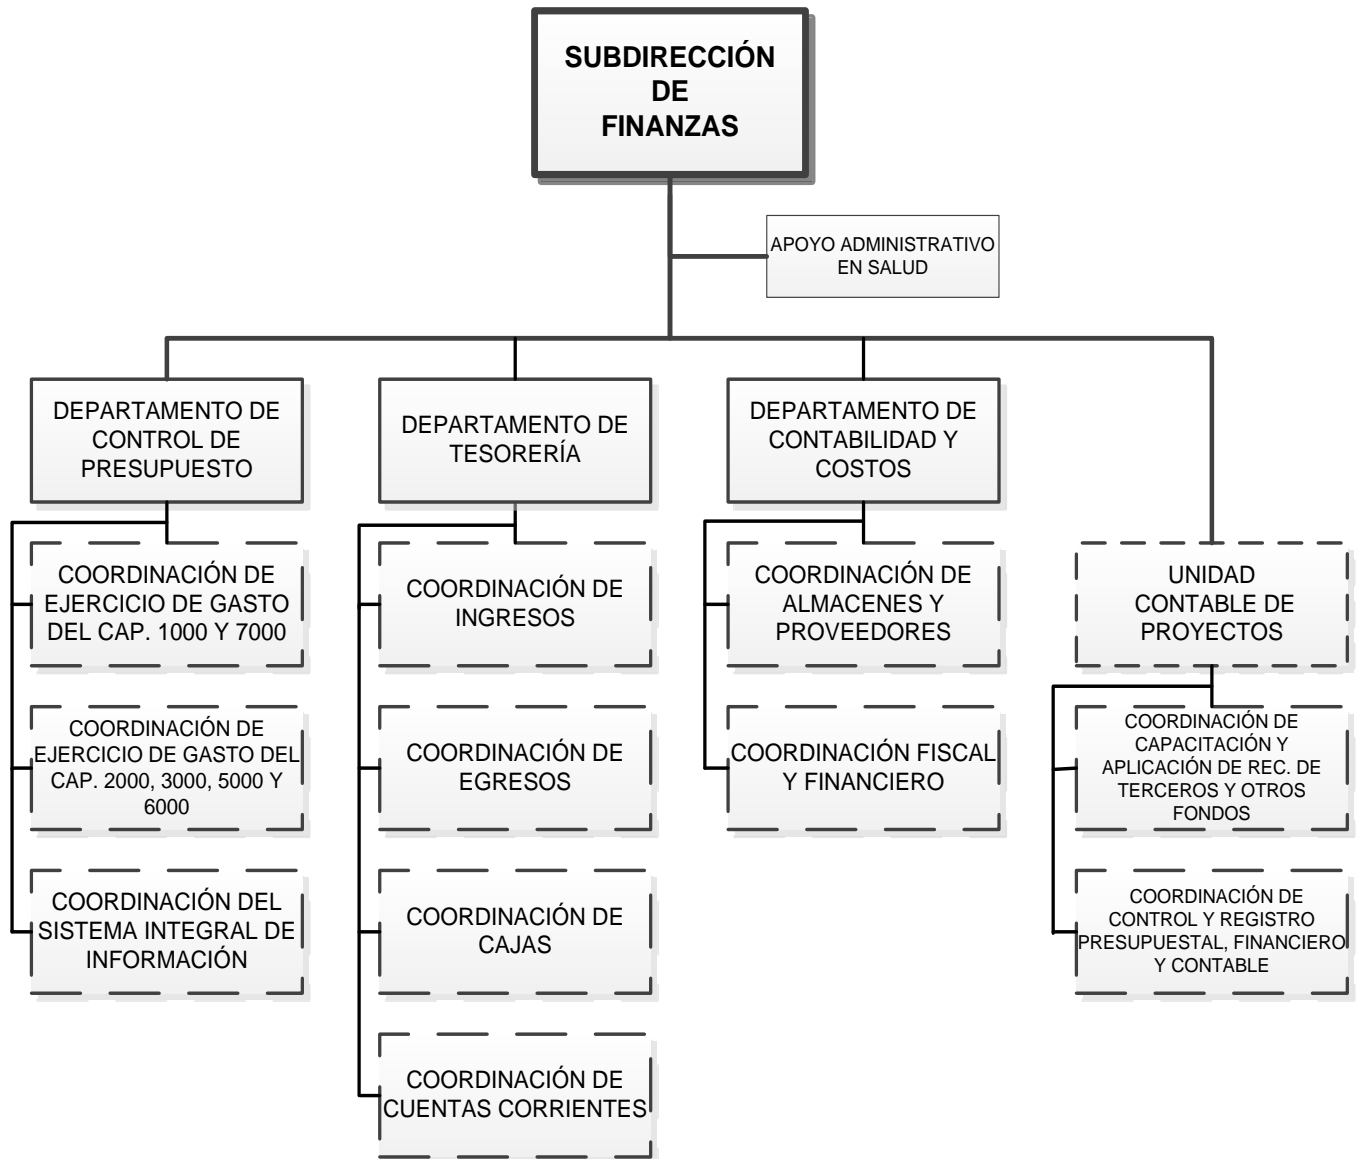 SUBDIRECCIÓN
DE
FINANZAS
APOYO ADMINISTRATIVO
EN SALUD
DEPARTAMENTO DE
CONTROL DE
PRESUPUESTO
DEPARTAMENTO DE
TESORERÍA
DEPARTAMENTO DE
CONTABILIDAD Y
COSTOS
COORDINACIÓN DE
EJERCICIO DE GASTO
DEL CAP. 1000 Y 7000
COORDINACIÓN DE
INGRESOS
COORDINACIÓN DE
ALMACENES Y
PROVEEDORES
UNIDAD
CONTABLE DE
PROYECTOS
COORDINACIÓN DE
EJERCICIO DE GASTO DEL
CAP. 2000, 3000, 5000 Y
6000
COORDINACIÓN DE
EGRESOS
COORDINACIÓN FISCAL
Y FINANCIERO
COORDINACIÓN DE
CAPACITACIÓN Y
APLICACIÓN DE REC. DE
TERCEROS Y OTROS
FONDOS
COORDINACIÓN DEL
SISTEMA INTEGRAL DE
INFORMACIÓN
COORDINACIÓN DE
CAJAS
COORDINACIÓN DE
CONTROL Y REGISTRO
PRESUPUESTAL, FINANCIERO
Y CONTABLE
COORDINACIÓN DE
CUENTAS CORRIENTES